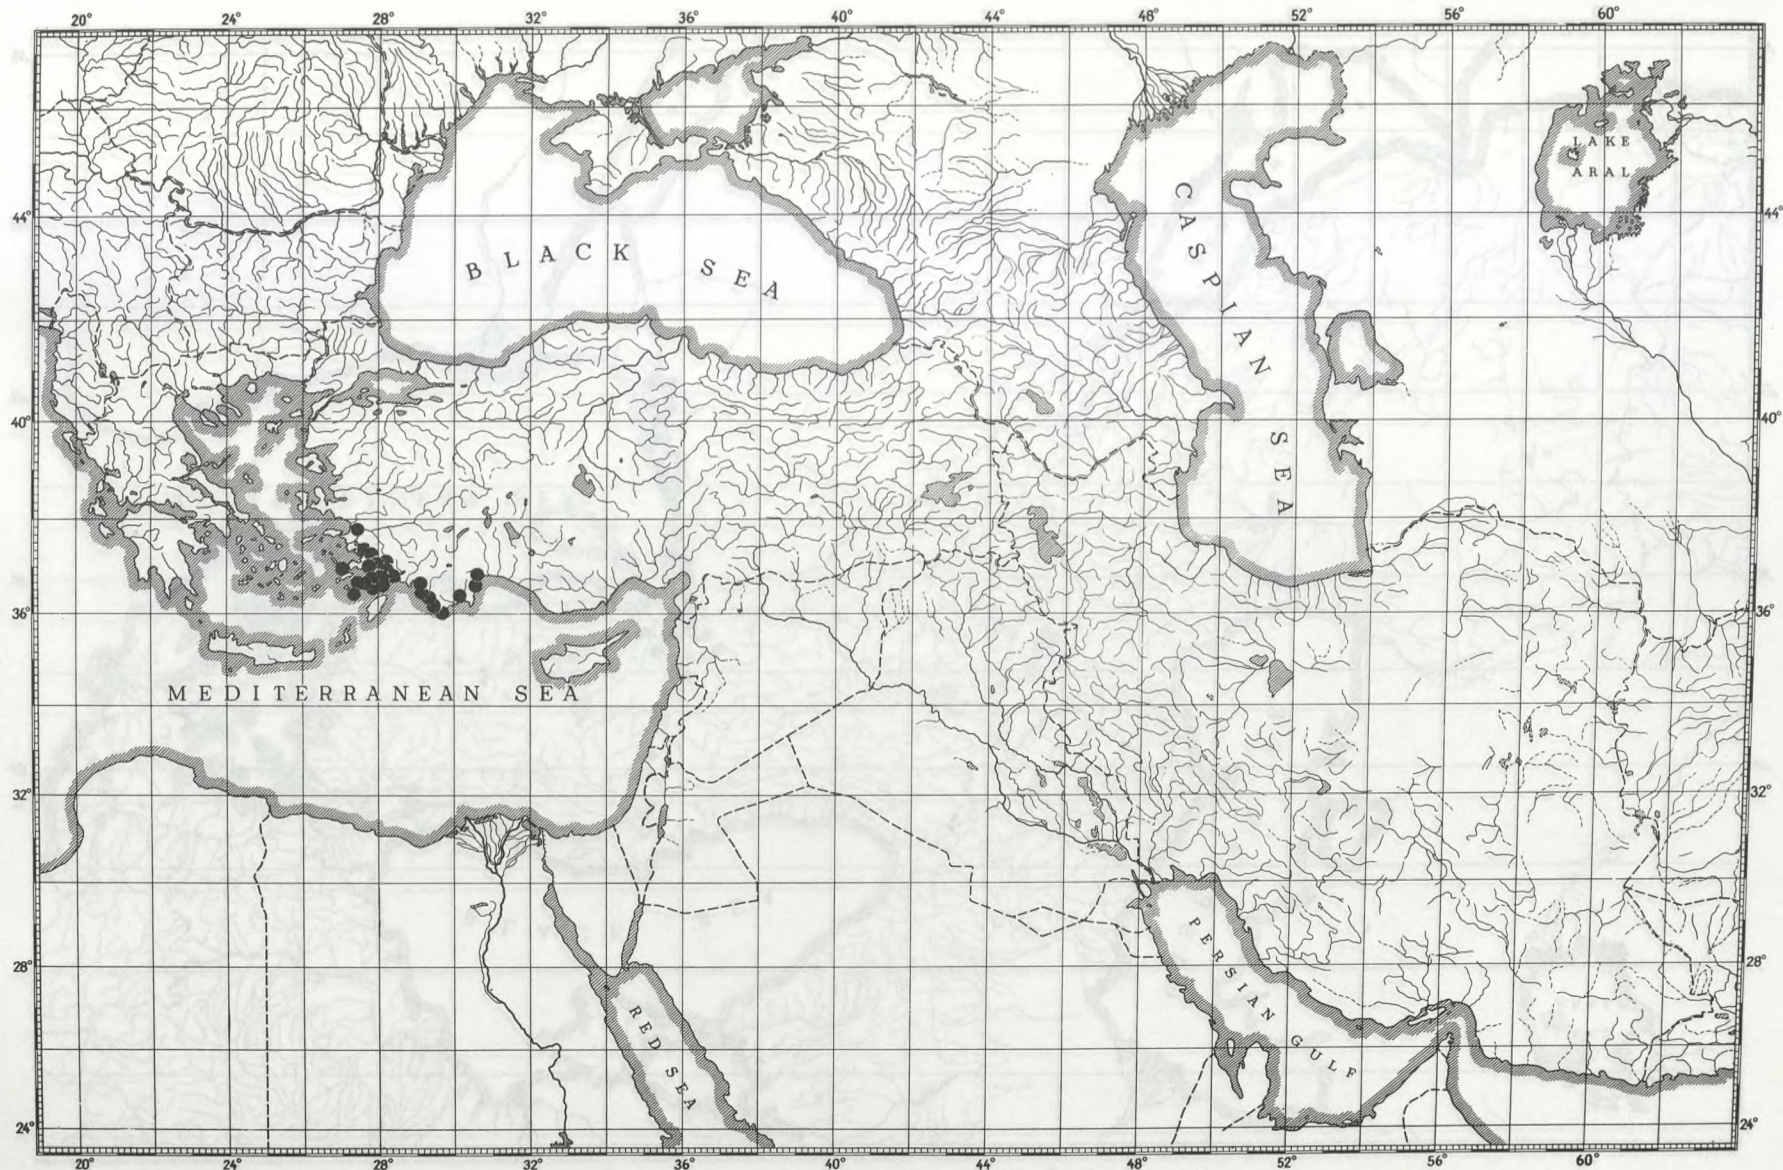 20° 24° 28° 32° 36° 40° 44° 48° 52° 56° 60°
LAKE
ARAL
44° 44°
BLACK SEA
CASPIAN SEA
40° 40°
36° 36°
MEDITERRANEAN SEA
32° 32°
28° 28°
PERSIAN GULF
RED SEA
24° 24°
20° 24° 28° 32° 36° 40° 44° 48° 52° 56° 60°